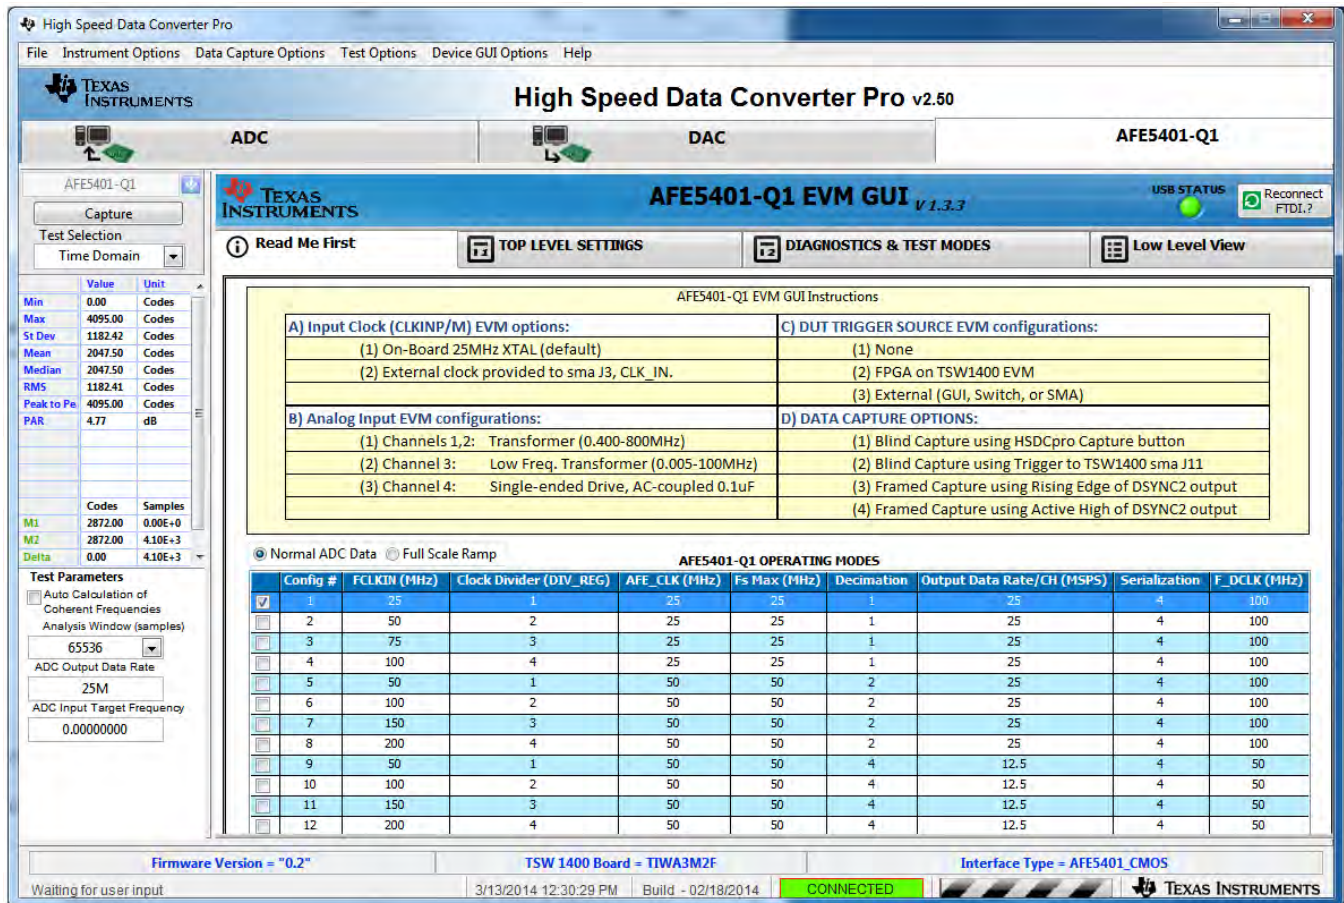 High Speed Data Converter Pro
File Instrument Options Data Capture Options Test Options Device GUI Options Help
TEXAS INSTRUMENTS
High Speed Data Converter Pro v2.50
ADC
DAC
AFE5401-Q1
AFE5401-Q1
Capture
Test Selection
Time Domain
Value Unit
Min 0.00 Codes
Max 4095.00 Codes
St Dev 1182.42 Codes
Mean 2047.50 Codes
Median 2047.50 Codes
RMS 1182.41 Codes
Peak to Pe 4095.00 Codes
PAR 4.77 dB
Codes Samples
M1 2872.00 0.00E+0
M2 2872.00 4.10E+3
Delta 0.00 4.10E+3
Test Parameters
Auto Calculation of
Coherent Frequencies
Analysis Window (samples)
65536
ADC Output Data Rate
25M
ADC Input Target Frequency
0.00000000
TEXAS INSTRUMENTS
AFE5401-Q1 EVM GUI V 1.3.3
USB STATUS
Reconnect FTDI.?
Read Me First
TOP LEVEL SETTINGS
DIAGNOSTICS & TEST MODES
Low Level View
AFE5401-Q1 EVM GUI Instructions
A) Input Clock (CLKINP/M) EVM options:
(1) On-Board 25MHz XTAL (default)
(2) External clock provided to sma J3, CLK_IN.
B) Analog Input EVM configurations:
(1) Channels 1,2: Transformer (0.400-800MHz)
(2) Channel 3: Low Freq. Transformer (0.005-100MHz)
(3) Channel 4: Single-ended Drive, AC-coupled 0.1uF
C) DUT TRIGGER SOURCE EVM configurations:
(1) None
(2) FPGA on TSW1400 EVM
(3) External (GUI, Switch, or SMA)
D) DATA CAPTURE OPTIONS:
(1) Blind Capture using HSDCpro Capture button
(2) Blind Capture using Trigger to TSW1400 sma J11
(3) Framed Capture using Rising Edge of DSYNC2 output
(4) Framed Capture using Active High of DSYNC2 output
Normal ADC Data Full Scale Ramp
AFE5401-Q1 OPERATING MODES
Config # FCLKIN (MHz) Clock Divider (DIV_REG) AFE_CLK (MHz) Fs Max (MHz) Decimation Output Data Rate/CH (MSPS) Serialization F_DCLK (MHz)
1 25 1 25 25 1 25 4 100
2 50 2 25 25 1 25 4 100
3 75 3 25 25 1 25 4 100
4 100 4 25 25 1 25 4 100
5 50 1 50 50 2 25 4 100
6 100 2 50 50 2 25 4 100
7 150 3 50 50 2 25 4 100
8 200 4 50 50 2 25 4 100
9 50 1 50 50 4 12.5 4 50
10 100 2 50 50 4 12.5 4 50
11 150 3 50 50 4 12.5 4 50
12 200 4 50 50 4 12.5 4 50
Firmware Version = "0.2"
TSW 1400 Board = TIWA3M2F
Interface Type = AFE5401_CMOS
Waiting for user input
3/13/2014 12:30:29 PM
Build - 02/18/2014
CONNECTED
TEXAS INSTRUMENTS